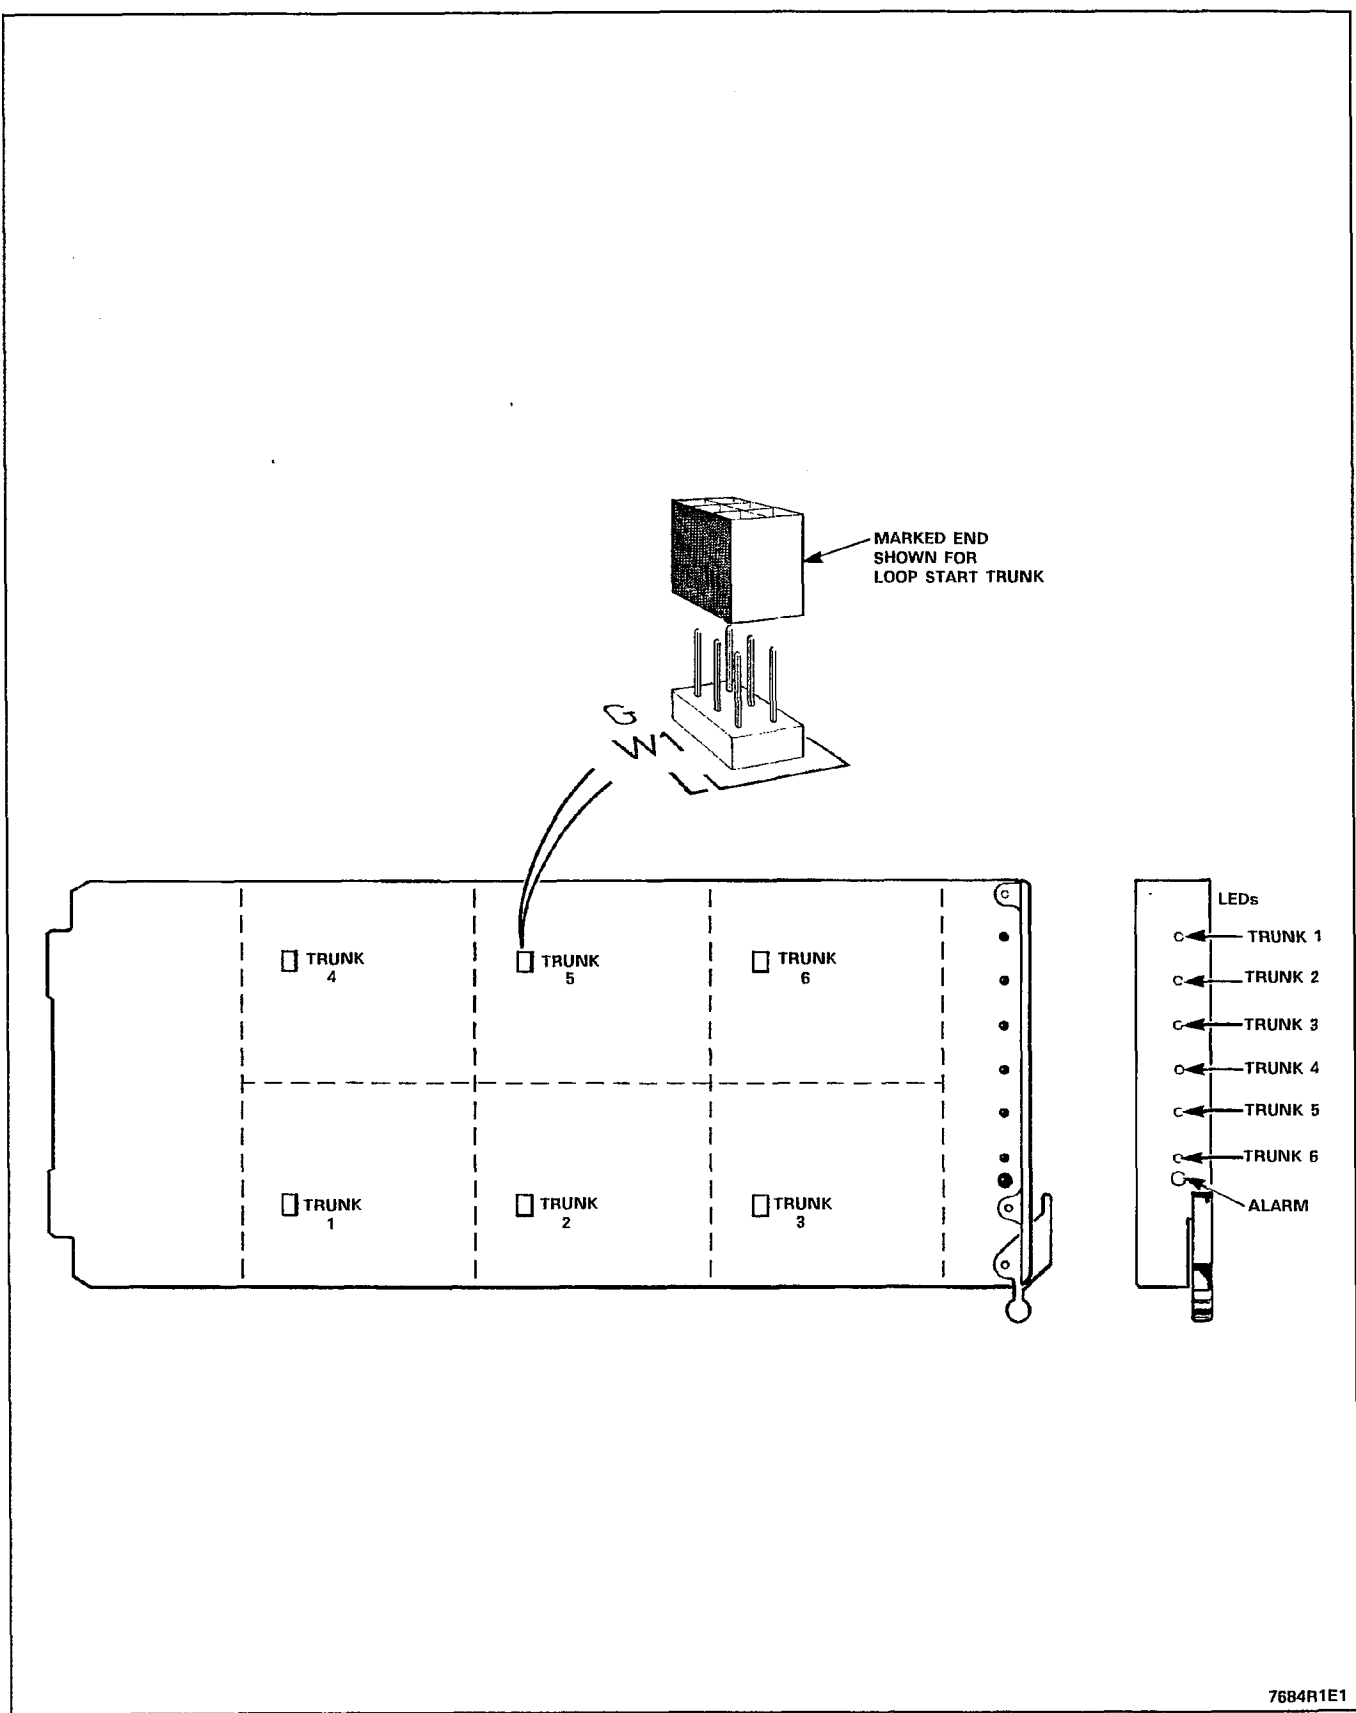 MARKED END
SHOWN FOR
LOOP START TRUNK
G
W1
L
LEDs
TRUNK 1
TRUNK 2
TRUNK 3
TRUNK 4
TRUNK 5
TRUNK 6
ALARM
TRUNK
4
TRUNK
5
TRUNK
6
TRUNK
1
TRUNK
2
TRUNK
3
7684R1E1